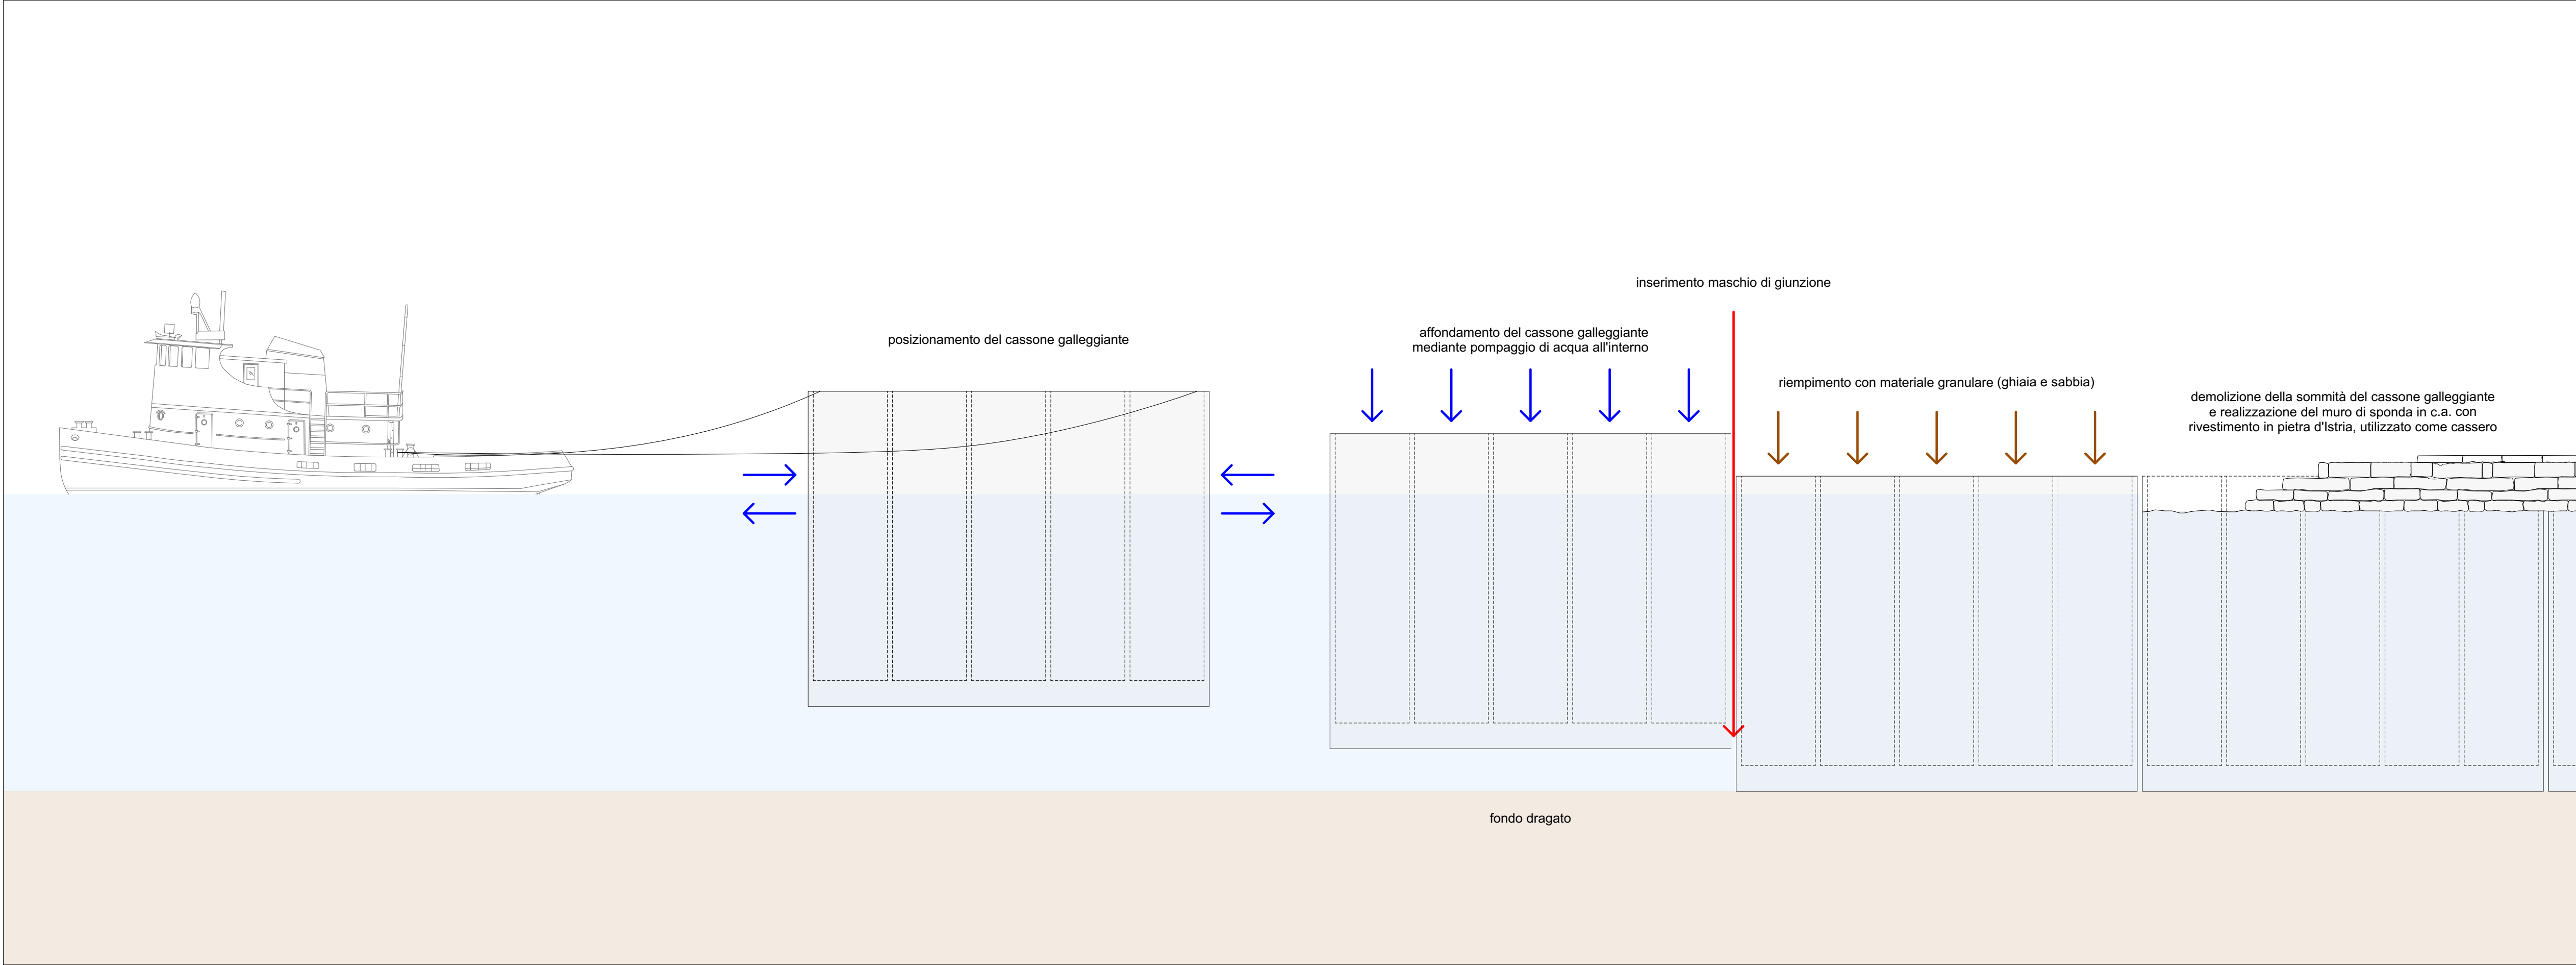 posizionamento del cassone galleggiante
affondamento del cassone galleggiante
mediante pompaggio di acqua all'interno
inserimento maschio di giunzione
riempimento con materiale granulare (ghiaia e sabbia)
demolizione della sommità del cassone galleggiante
e realizzazione del muro di sponda in c.a. con
rivestimento in pietra d'Istria, utilizzato come cassero
fondo dragato